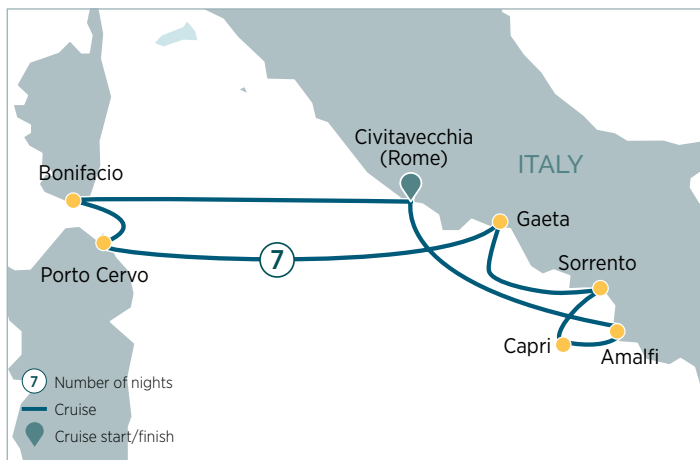 Civitavecchia
(Rome)
ITALY
Bonifacio
Gaeta
Porto Cervo
7
Sorrento
Capri
Amalfi
7 Number of nights
Cruise
Cruise start/finish